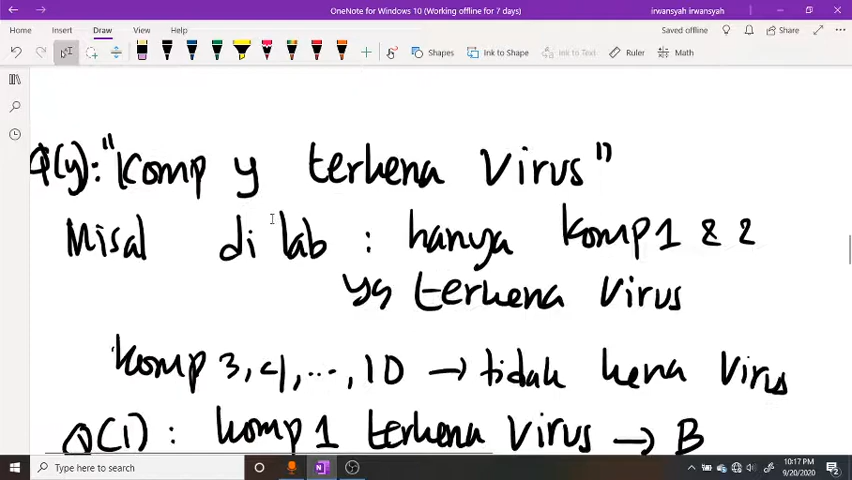 OneNote for Windows 10 (Working offline for 7 days)
irwansyah irwansyah
Home Insert Draw View Help
Saved offline Share
Shapes Ink to Shape Ink to Text Ruler Math
Q(y): "Komp y terkena Virus"
Misal di lab : hanya komp 1 & 2
yg terkena Virus
komp 3, 4, ..., 10 → tidak kena Virus
Q(1) : komp 1 terkena Virus → B
Type here to search
10:17 PM
9/20/2020
2